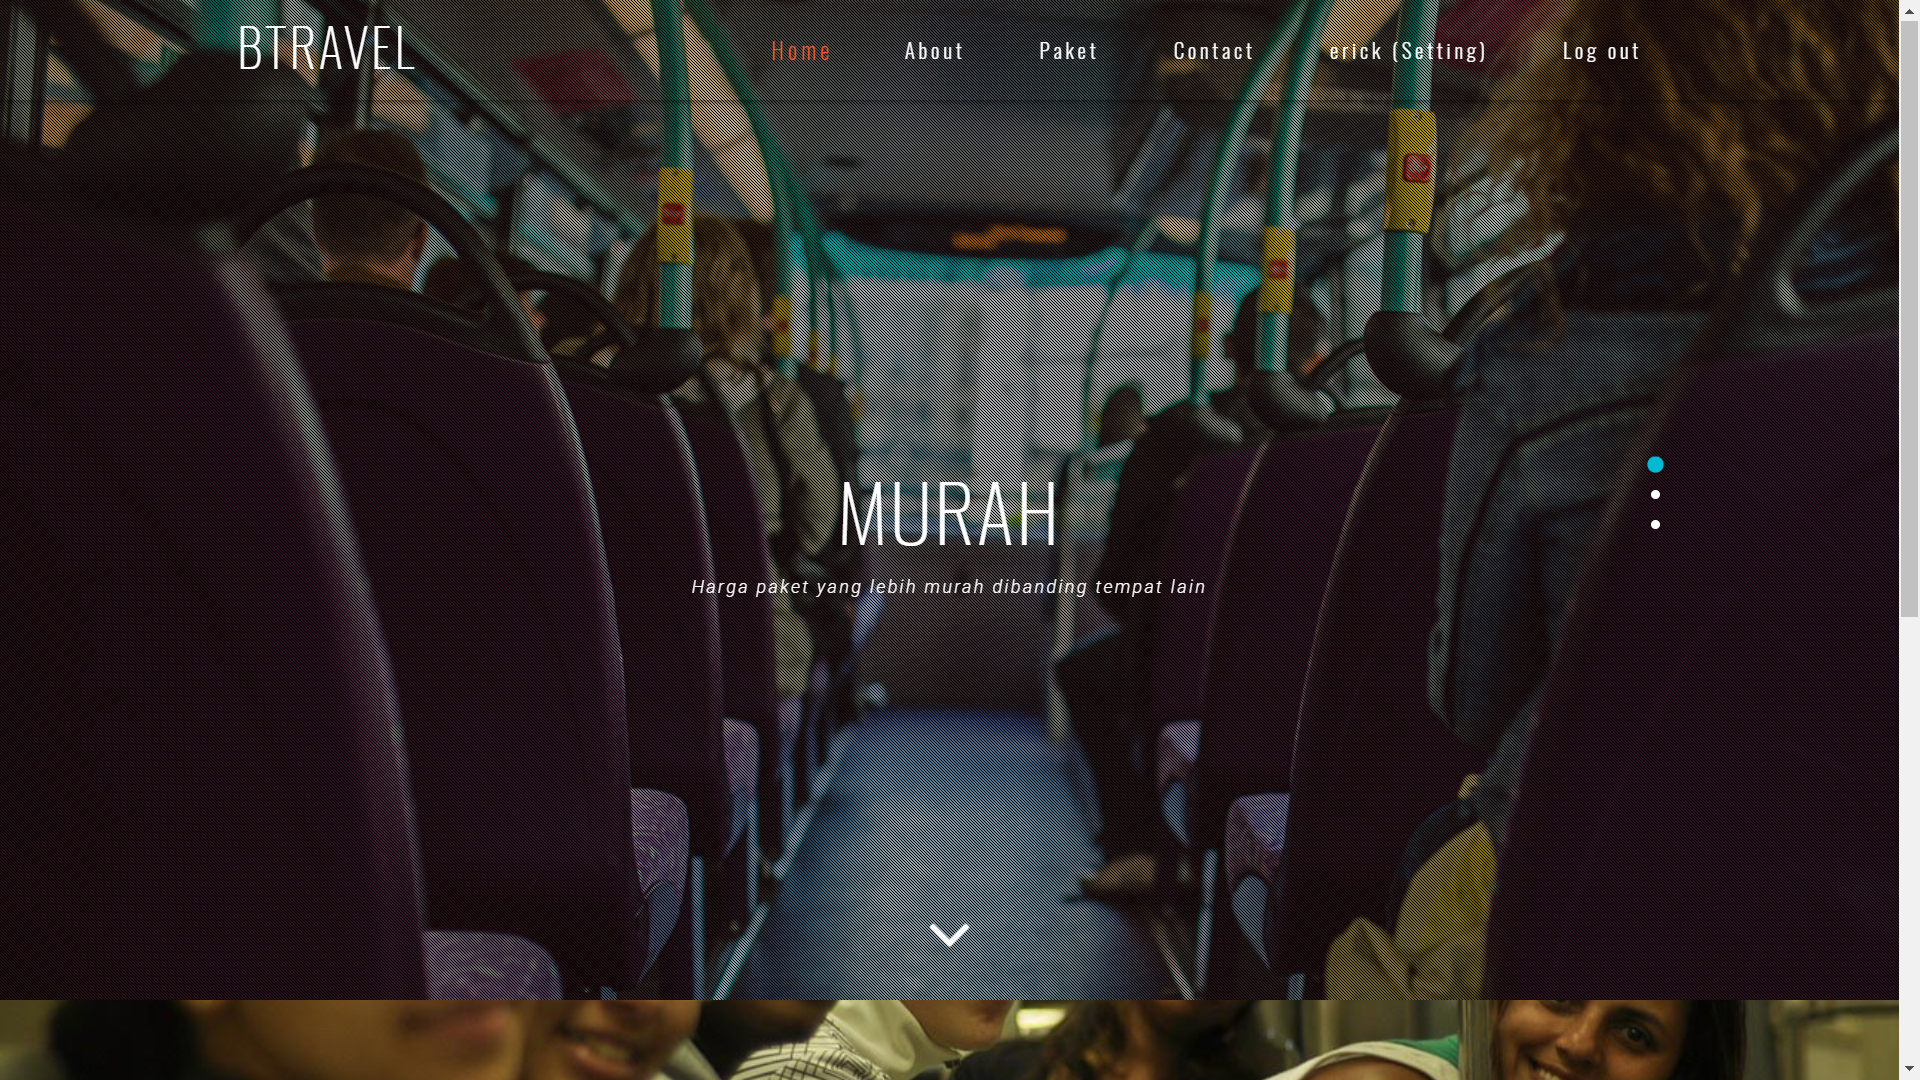 BTRAVEL
Home About Paket Contact erick (Setting) Log out
MURAH
Harga paket yang lebih murah dibanding tempat lain